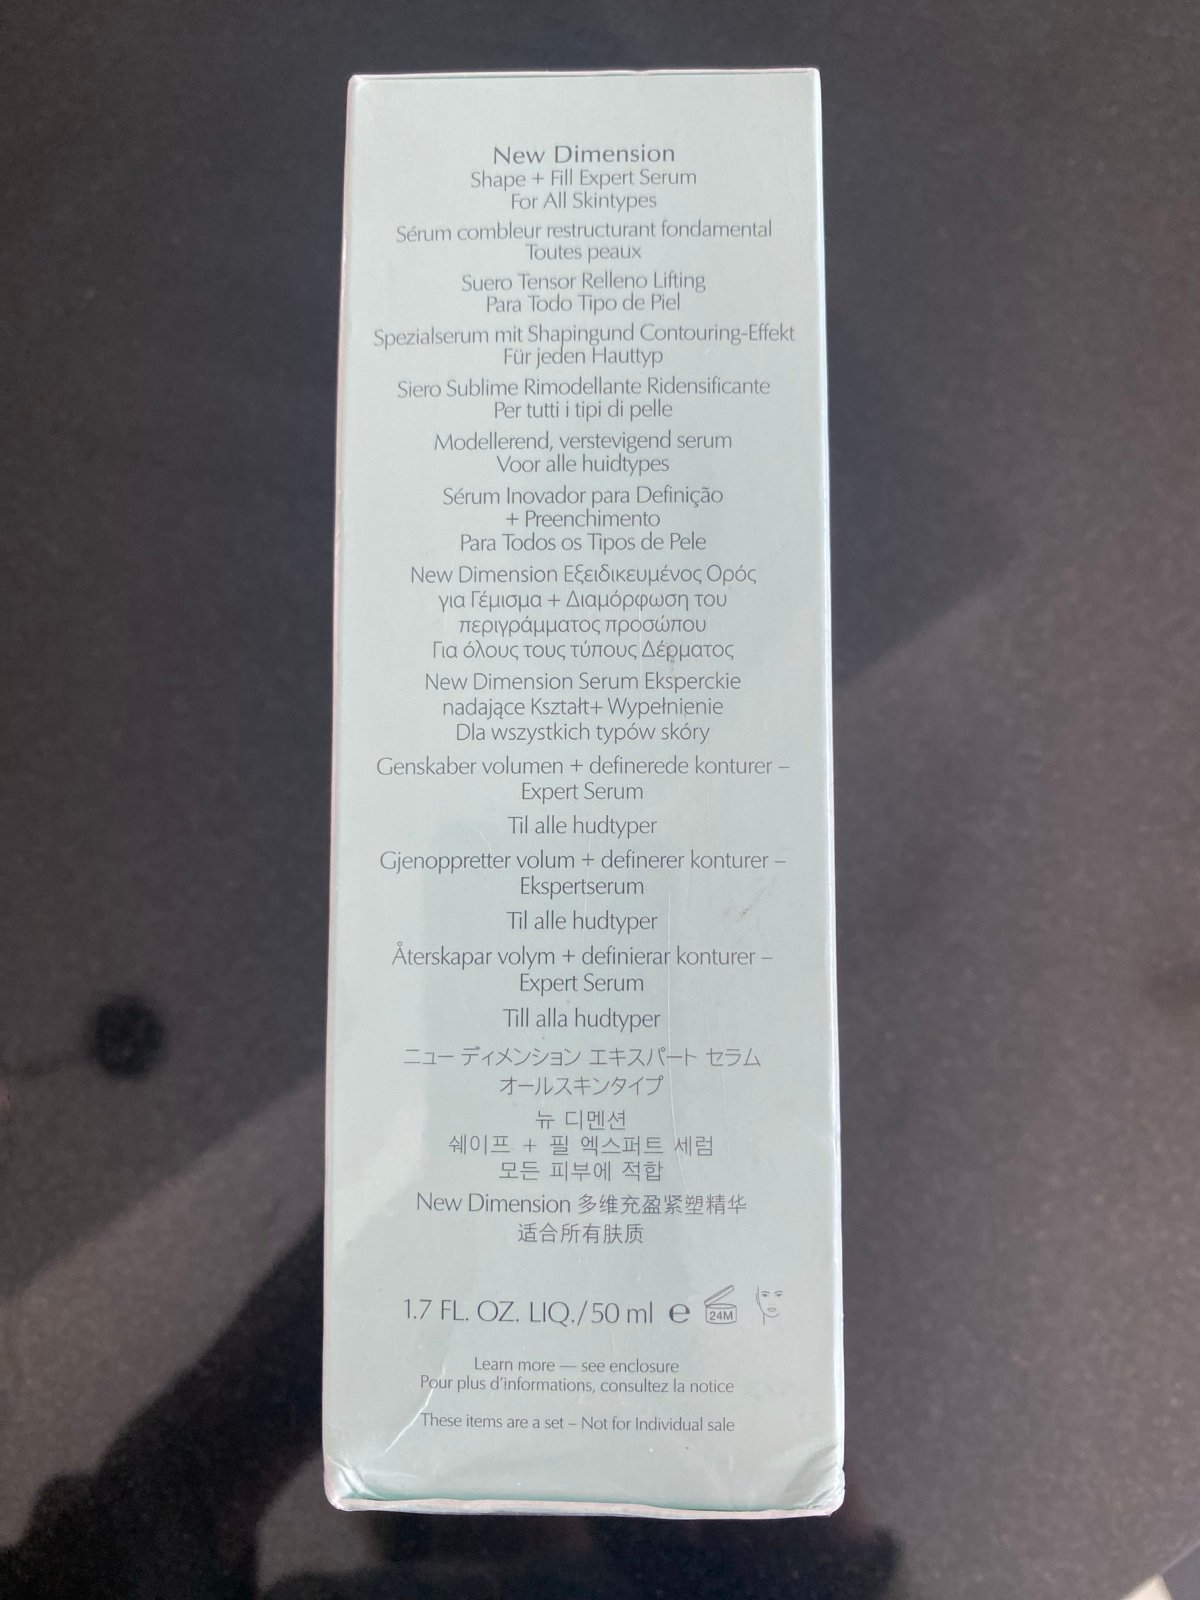 New Dimension
Shape + Fill Expert Serum
For All Skintypes
Sérum combleur restructurant fondamental
Toutes peaux
Suero Tensor Relleno Lifting
Para Todo Tipo de Piel
Spezialserum mit Shapingund Contouring-Effekt
Für jeden Hauttyp
Siero Sublime Rimodellante Ridensificante
Per tutti i tipi di pelle
Modellerend, verstevigend serum
Voor alle huidtypes
Sérum Inovador para Definição
+ Preenchimento
Para Todos os Tipos de Pele
New Dimension Εξειδικευμένος Ορός
για Γέμισμα + Διαμόρφωση του
περιγράμματος προσώπου
Για όλους τους τύπους Δέρματος
New Dimension Serum Eksperckie
nadające Kształt+ Wypełnienie
Dla wszystkich typów skóry
Genskaber volumen + definerede konturer –
Expert Serum
Til alle hudtyper
Gjenoppretter volum + definerer konturer –
Ekspertserum
Til alle hudtyper
Återskapar volym + definierar konturer –
Expert Serum
Till alla hudtyper
ニュー ディメンション エキスパート セラム
オールスキンタイプ
뉴 디멘션
쉐이프 + 필 엑스퍼트 세럼
모든 피부에 적합
New Dimension 多维充盈紧塑精华
适合所有肤质
1.7 FL. OZ. LIQ./50 ml e 24M
Learn more — see enclosure
Pour plus d'informations, consultez la notice
These items are a set – Not for Individual sale